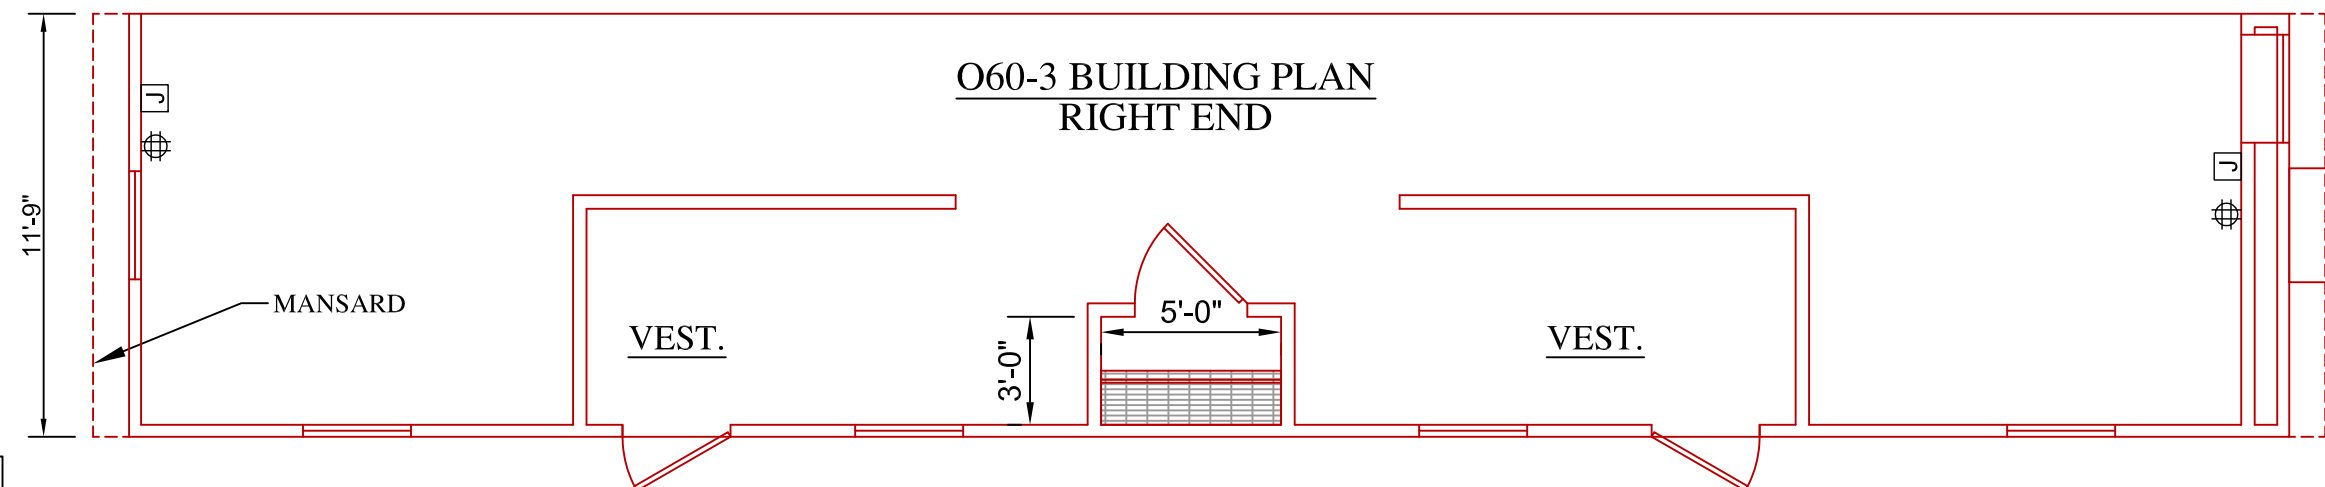 O60-3 BUILDING PLAN
RIGHT END
J
J
11'-9"
MANSARD
VEST.
5'-0"
3'-0"
VEST.